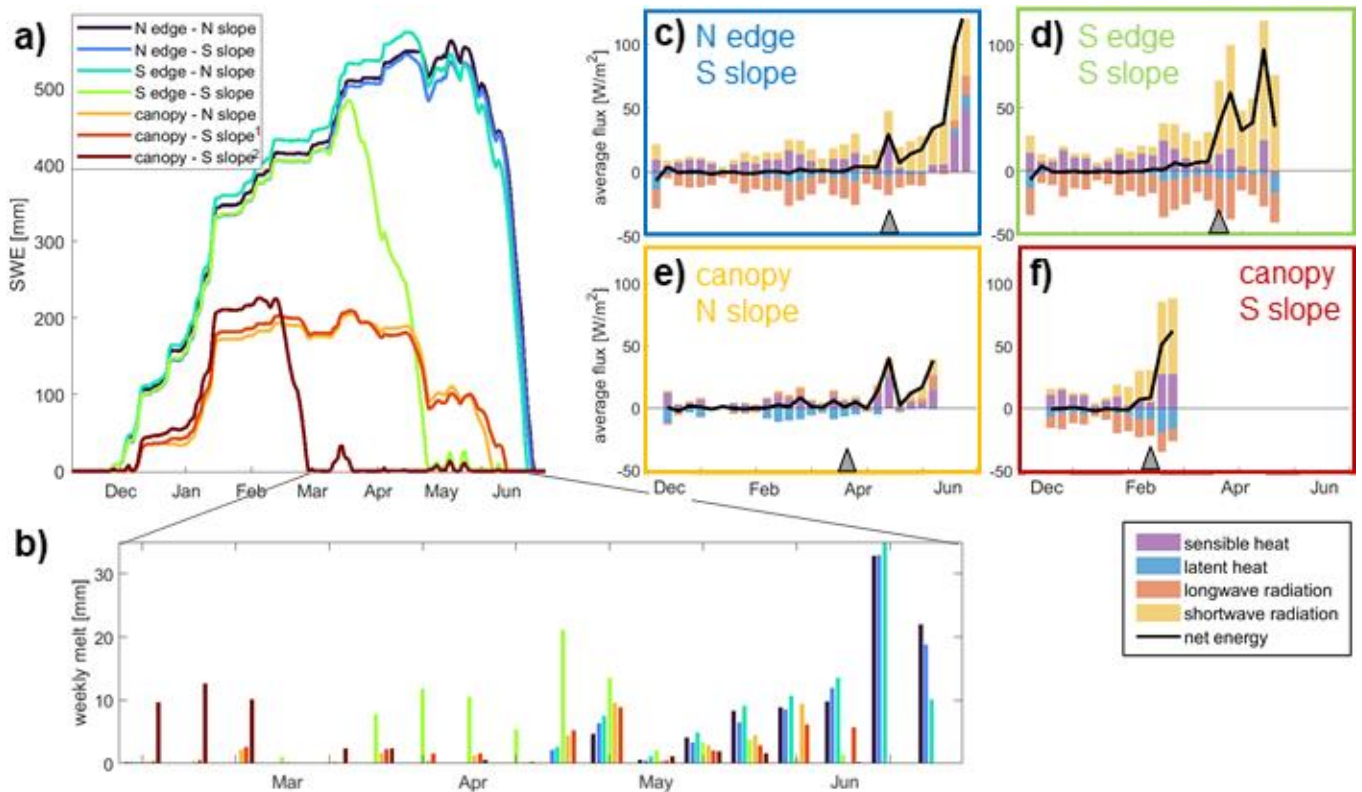 a)
N edge - N slope
N edge - S slope
S edge - N slope
S edge - S slope
canopy - N slope
canopy - S slope¹
canopy - S slope²
SWE [mm]
500
400
300
200
100
0
Dec Jan Feb Mar Apr May Jun
c) N edge
S slope
average flux [W/m²]
100
50
0
-50
d) S edge
S slope
100
50
0
-50
e) canopy
N slope
average flux [W/m²]
100
50
0
-50
Dec Feb Apr Jun
f) canopy
S slope
100
50
0
-50
Dec Feb Apr Jun
b)
weekly melt [mm]
30
20
10
0
Mar Apr May Jun
sensible heat
latent heat
longwave radiation
shortwave radiation
net energy